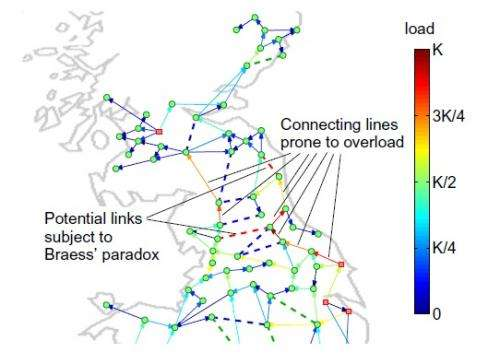 load
K
3K/4
K/2
K/4
0
Connecting lines
prone to overload
Potential links
subject to
Braess' paradox